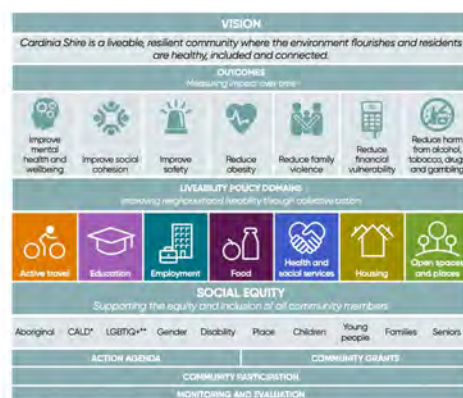 VISION
Cardinia Shire is a liveable, resilient community where the environment flourishes and residents
are healthy, included and connected.
OUTCOMES
Measuring impact over time
Improve mental health and wellbeing
Improve social cohesion
Improve safety
Reduce obesity
Reduce family violence
Reduce financial vulnerability
Reduce harm from alcohol, tobacco, drugs and gambling
LIVEABILITY POLICY DOMAINS
Improving neighbourhood liveability through collective action
Active travel
Education
Employment
Food
Health and social services
Housing
Open spaces and places
SOCIAL EQUITY
Supporting the equity and inclusion of all community members
Aboriginal CALD* LGBTIQ+** Gender Disability Place Children Young people Families Seniors
ACTION AGENDA
COMMUNITY GRANTS
COMMUNITY PARTICIPATION
MONITORING AND EVALUATION